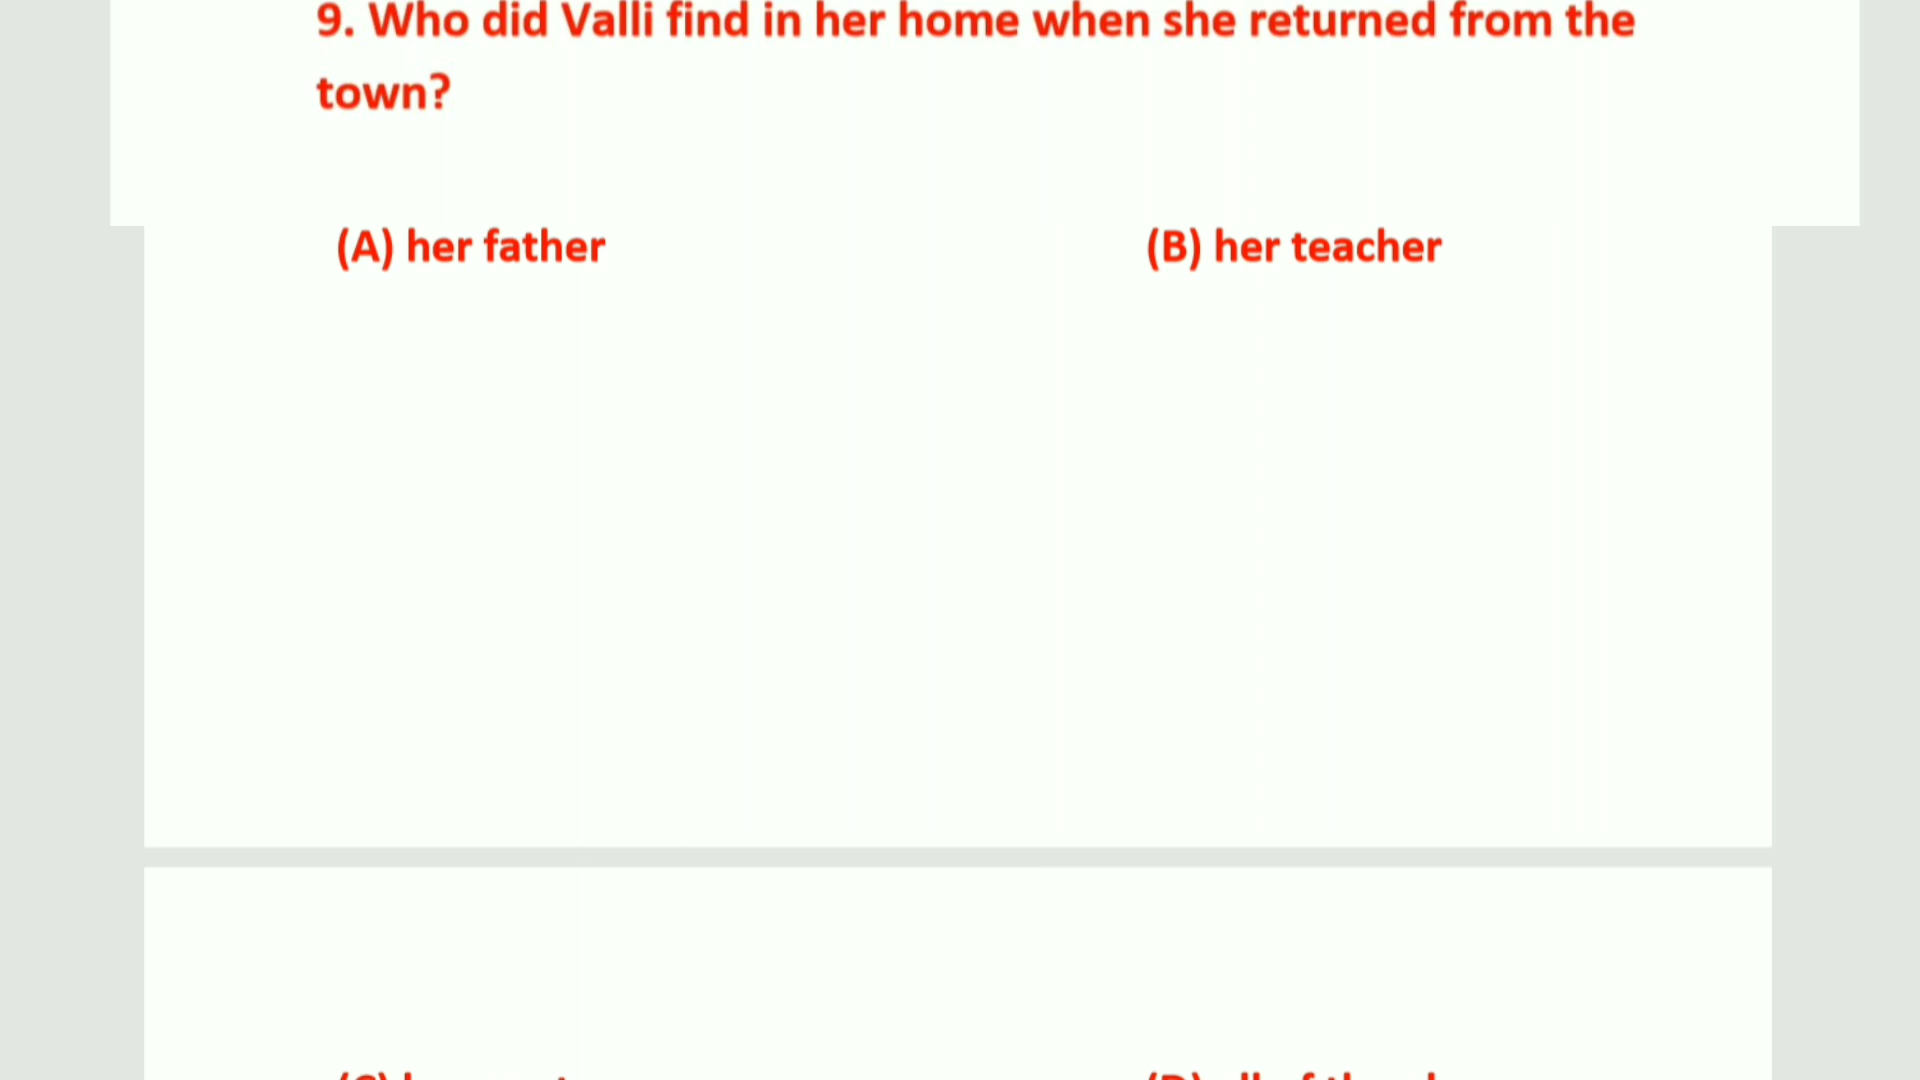 9. Who did Valli find in her home when she returned from the
town?
(A) her father (B) her teacher